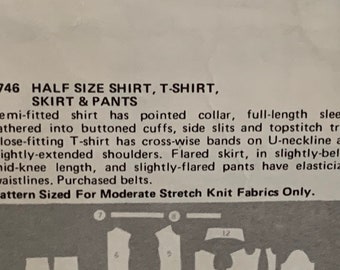 746 HALF SIZE SHIRT, T-SHIRT,
SKIRT & PANTS
emi-fitted shirt has pointed collar, full-length slee
athered into buttoned cuffs, side slits and topstitch tr
lose-fitting T-shirt has cross-wise bands on U-neckline a
ightly-extended shoulders. Flared skirt, in slightly-bel
id-knee length, and slightly-flared pants have elasticiz
aistlines. Purchased belts.
attern Sized For Moderate Stretch Knit Fabrics Only.
7
8
6
5
12